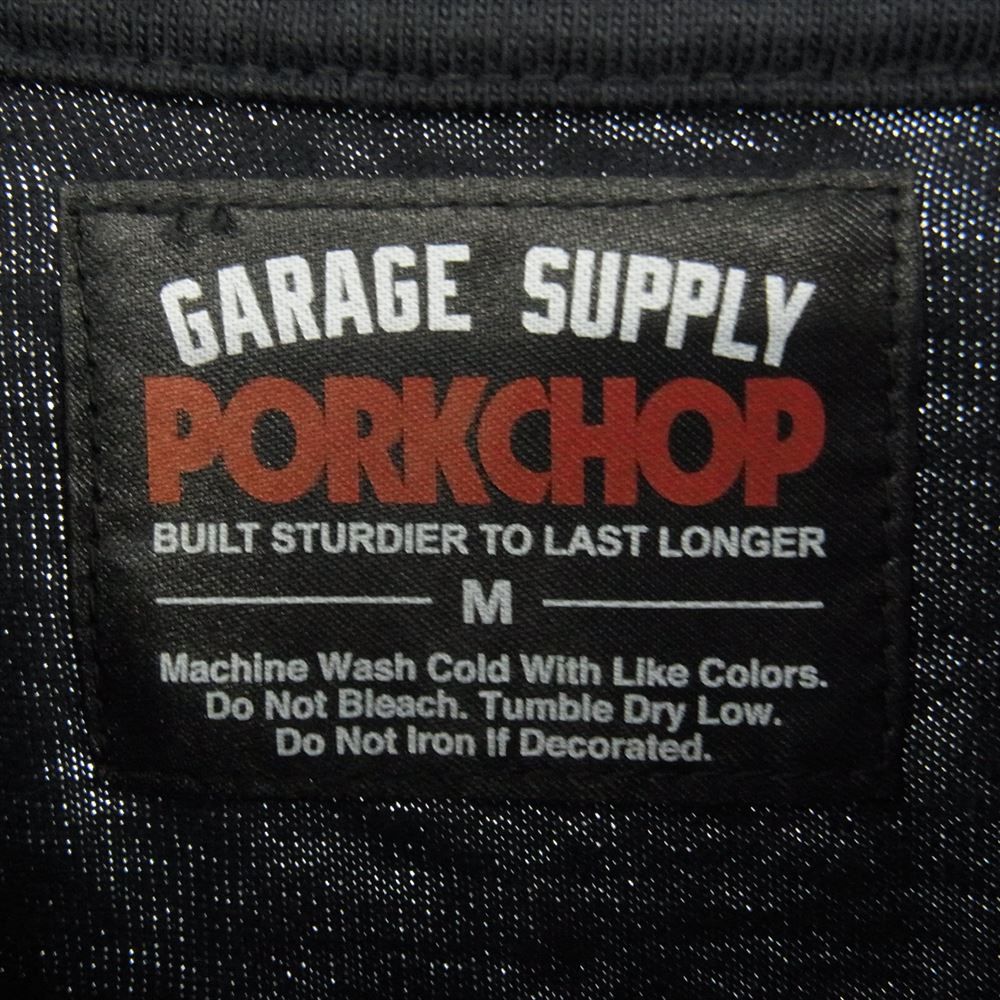 GARAGE SUPPLY
PORKCHOP
BUILT STURDIER TO LAST LONGER
M
Machine Wash Cold With Like Colors.
Do Not Bleach. Tumble Dry Low.
Do Not Iron If Decorated.